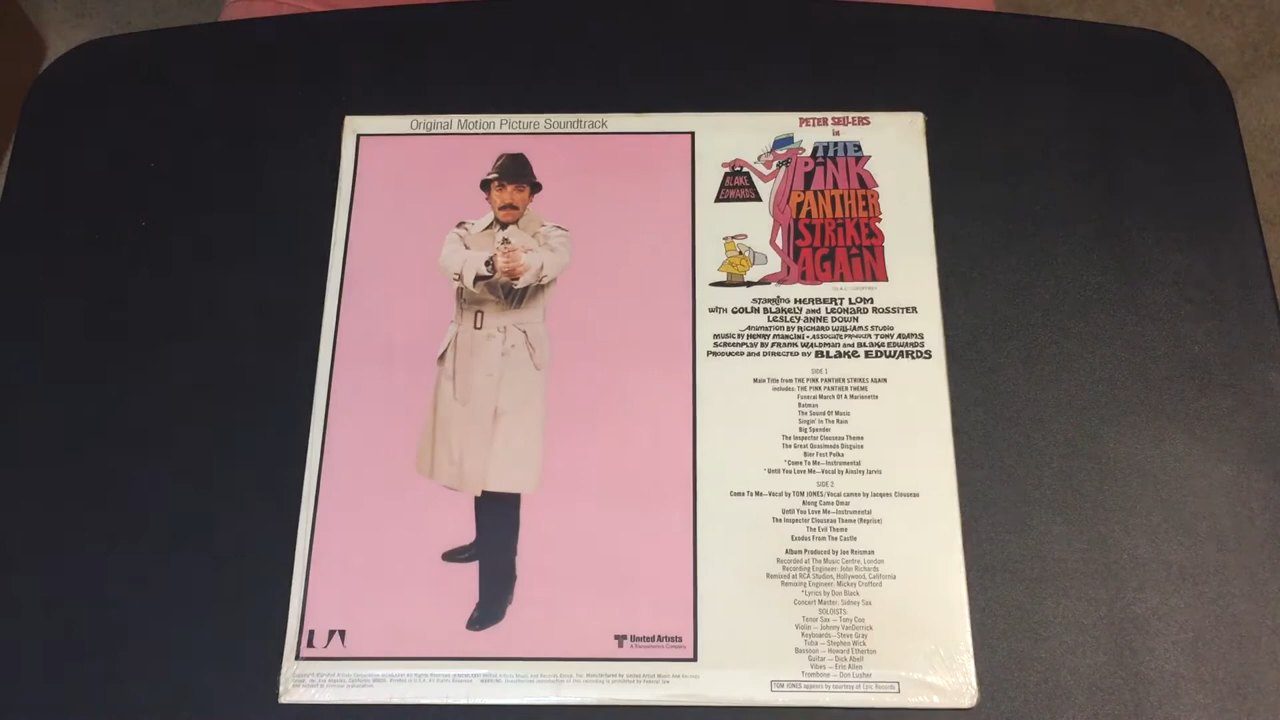 Original Motion Picture Soundtrack
PETER SELLERS
in
BLAKE
EDWARDS'
THE
PINK
PANTHER
STRIKES
AGAIN
STARRING HERBERT LOM
WITH COLIN BLAKELY and LEONARD ROSSITER
LESLEY-ANNE DOWN
ANIMATION BY RICHARD WILLIAMS STUDIO
MUSIC BY HENRY MANCINI • ASSOCIATE PRODUCER TONY ADAMS
SCREENPLAY BY FRANK WALDMAN and BLAKE EDWARDS
PRODUCED and DIRECTED BY BLAKE EDWARDS
SIDE 1
Main Title from THE PINK PANTHER STRIKES AGAIN
includes: THE PINK PANTHER THEME
Funeral March Of A Marionette
Batman
The Sound Of Music
Singin' In The Rain
Big Spender
The Inspector Clouseau Theme
The Great Quasimodo Disguise
Bier Fest Polka
*Come To Me—Instrumental
*Until You Love Me—Vocal by Ainsley Jarvis
SIDE 2
Come To Me—Vocal by TOM JONES/Vocal cameo by Jacques Clouseau
Along Came Omar
Until You Love Me—Instrumental
The Inspector Clouseau Theme (Reprise)
The Evil Theme
Exodus From The Castle
Album Produced by Joe Reisman
Recorded at The Music Centre, London
Recording Engineer: John Richards
Remixed at RCA Studios, Hollywood, California
Remixing Engineer: Mickey Crofford
*Lyrics by Don Black
Concert Master: Sidney Sax
SOLOISTS:
Tenor Sax — Tony Coe
Violin — Johnny VanDerrick
Keyboards—Steve Gray
Tuba — Stephen Wick
Bassoon — Howard Etherton
Guitar — Dick Abell
Vibes — Eric Allen
Trombone — Don Lusher
TOM JONES appears by courtesy of Epic Records
UA
United Artists
A Transamerica Company